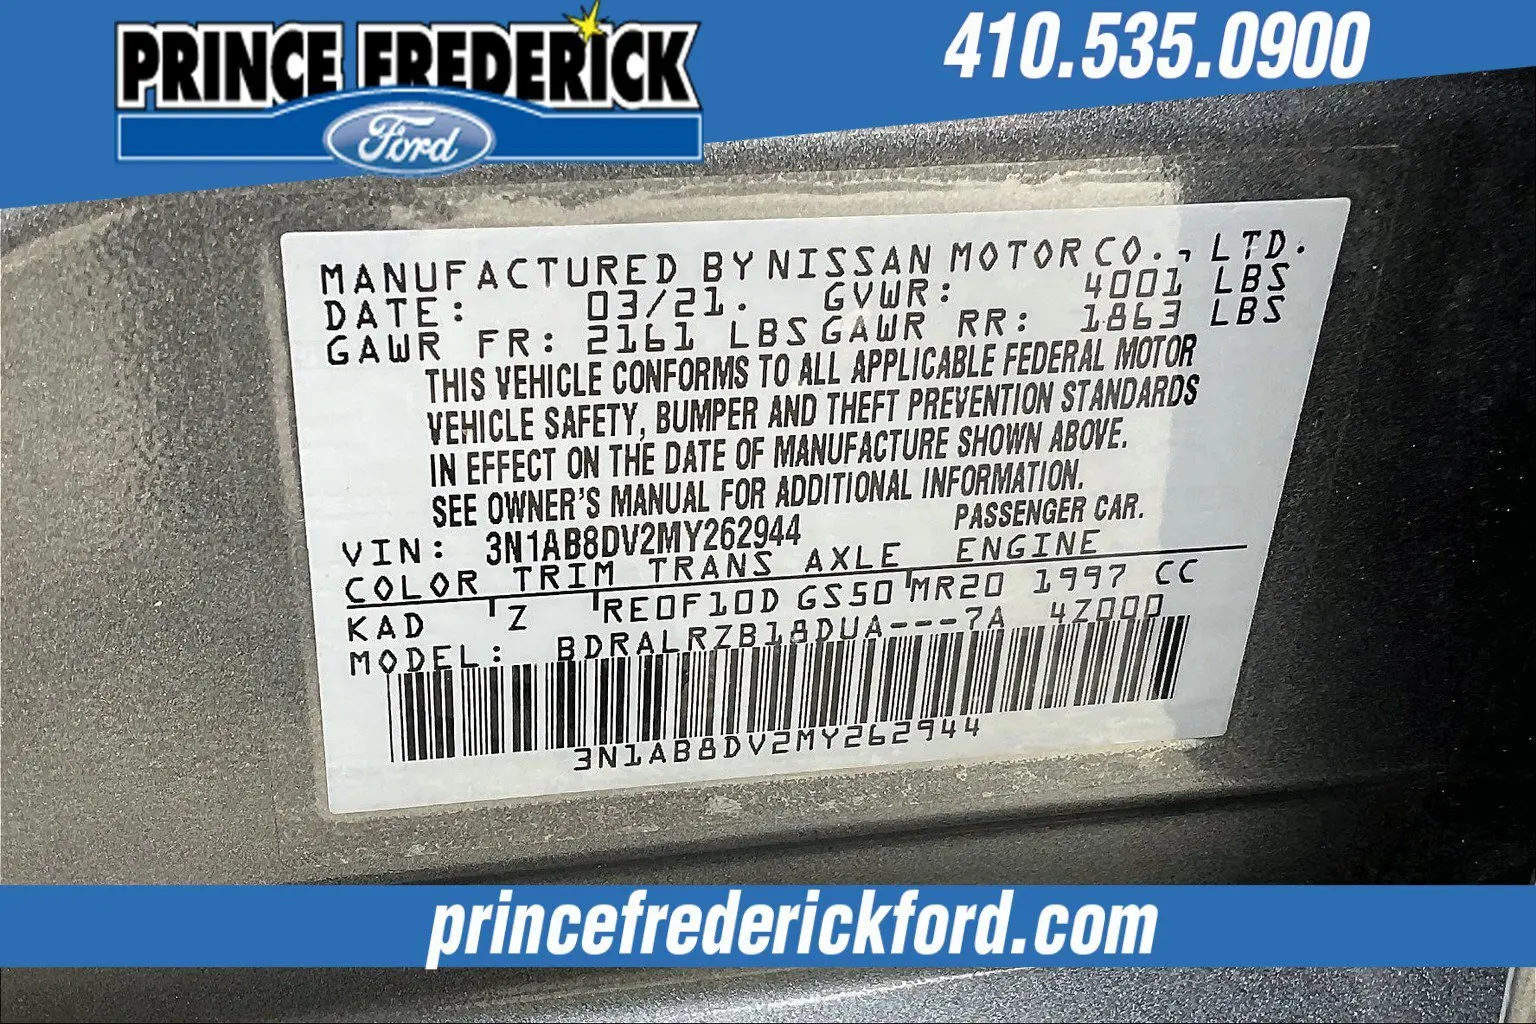 PRINCE FREDERICK
Ford
410.535.0900
MANUFACTURED BY NISSAN MOTOR CO., LTD.
DATE: 03/21. GVWR: 4001 LBS
GAWR FR: 2161 LBS GAWR RR: 1863 LBS
THIS VEHICLE CONFORMS TO ALL APPLICABLE FEDERAL MOTOR
VEHICLE SAFETY, BUMPER AND THEFT PREVENTION STANDARDS
IN EFFECT ON THE DATE OF MANUFACTURE SHOWN ABOVE.
SEE OWNER'S MANUAL FOR ADDITIONAL INFORMATION.
VIN: 3N1AB8DV2MY262944 PASSENGER CAR.
COLOR TRIM TRANS AXLE ENGINE
KAD Z RE0F10D GS50 MR20 1997 CC
MODEL: BDRALRZB18DUA---7A 4Z000
3N1AB8DV2MY262944
princefrederickford.com